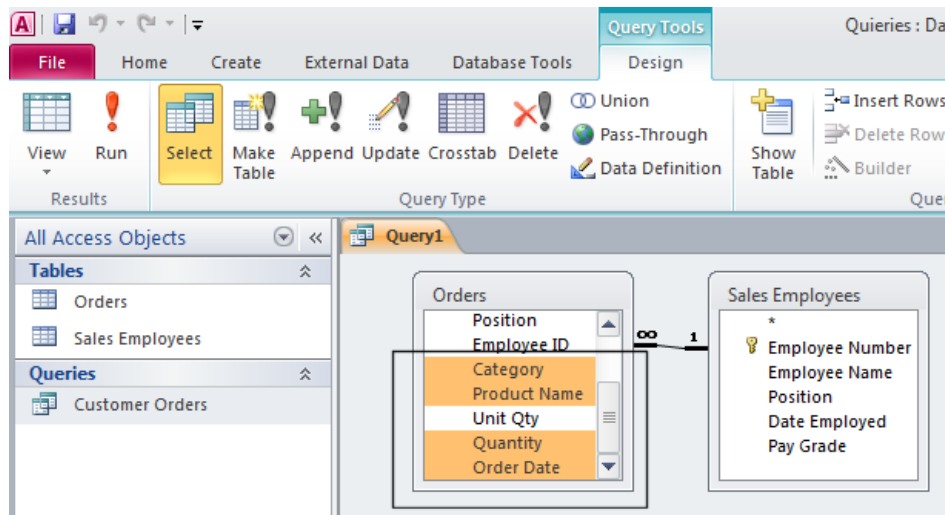 A
Query Tools
Quieries : Da
File Home Create External Data Database Tools Design
View
Run
Select
Make Table
Append
Update
Crosstab
Delete
Union
Pass-Through
Data Definition
Show Table
Insert Rows
Delete Row
Builder
Results
Query Type
Quer
All Access Objects
Query1
Tables
Orders
Sales Employees
Queries
Customer Orders
Orders
Position
Employee ID
Category
Product Name
Unit Qty
Quantity
Order Date
∞ 1
Sales Employees
*
Employee Number
Employee Name
Position
Date Employed
Pay Grade